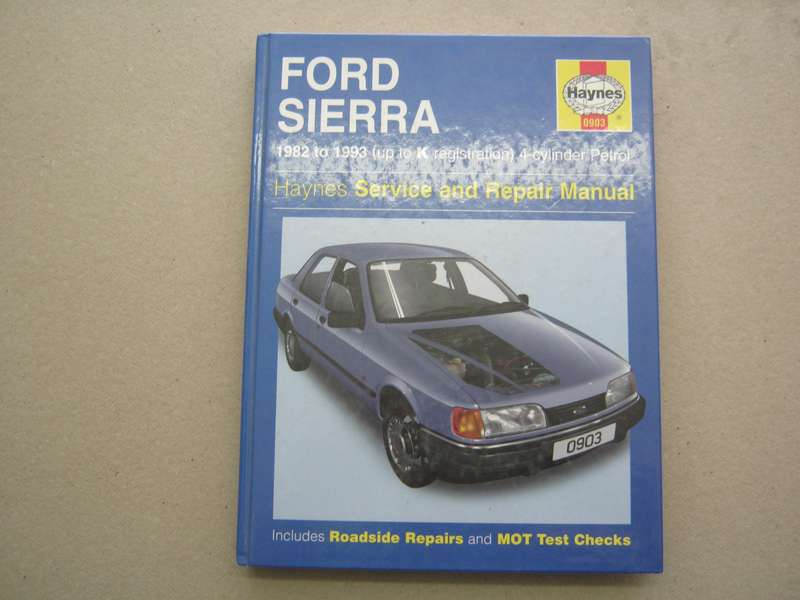 FORD
SIERRA
Haynes
0903
®
1982 to 1993 (up to K registration) 4-cylinder Petrol
Haynes Service and Repair Manual
0903
Includes Roadside Repairs and MOT Test Checks